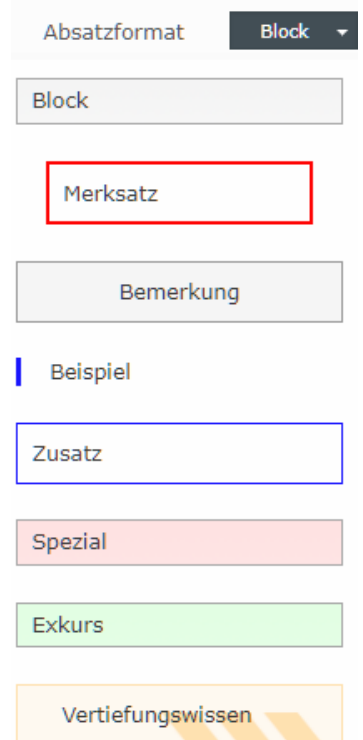 Absatzformat Block
Block
Merksatz
Bemerkung
Beispiel
Zusatz
Spezial
Exkurs
Vertiefungswissen